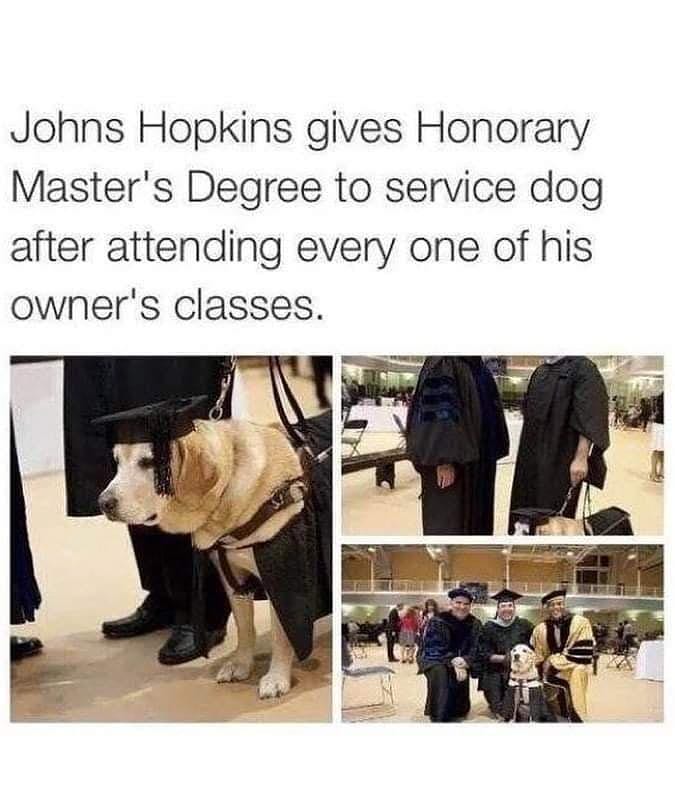 Johns Hopkins gives Honorary
Master's Degree to service dog
after attending every one of his
owner's classes.